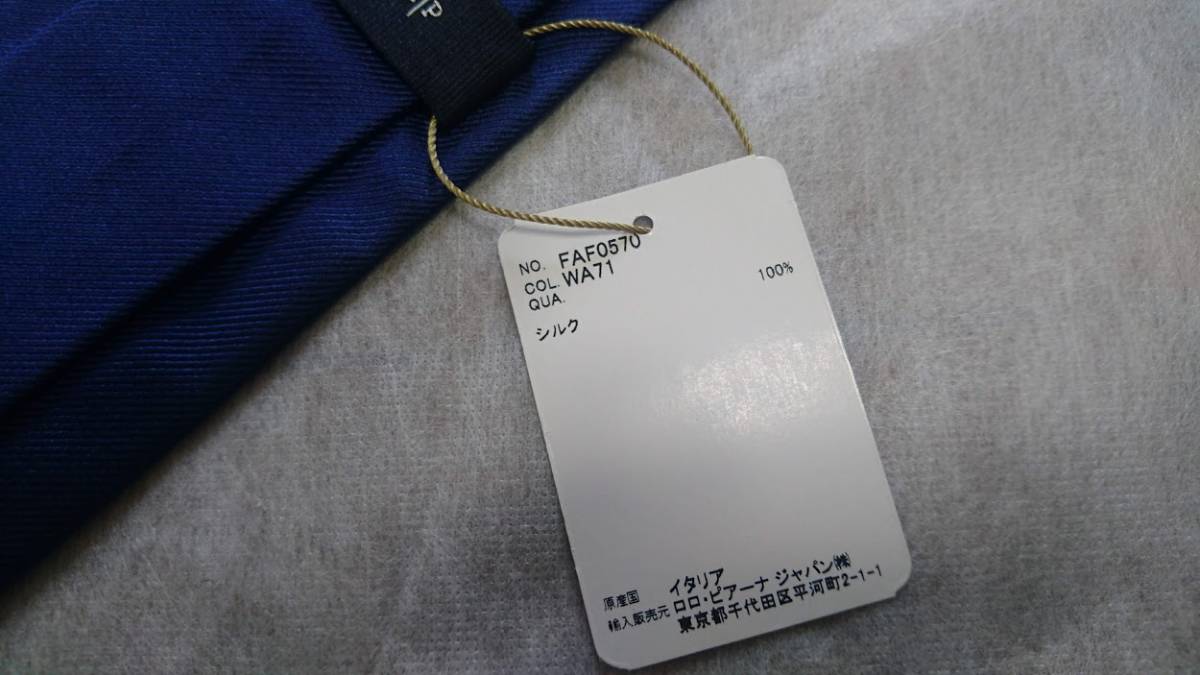 P
NO. FAF0570
COL. WA71
QUA.
シルク 100%
原産国 イタリア
輸入販売元 ロロ・ピアーナ ジャパン㈱
東京都千代田区平河町2-1-1